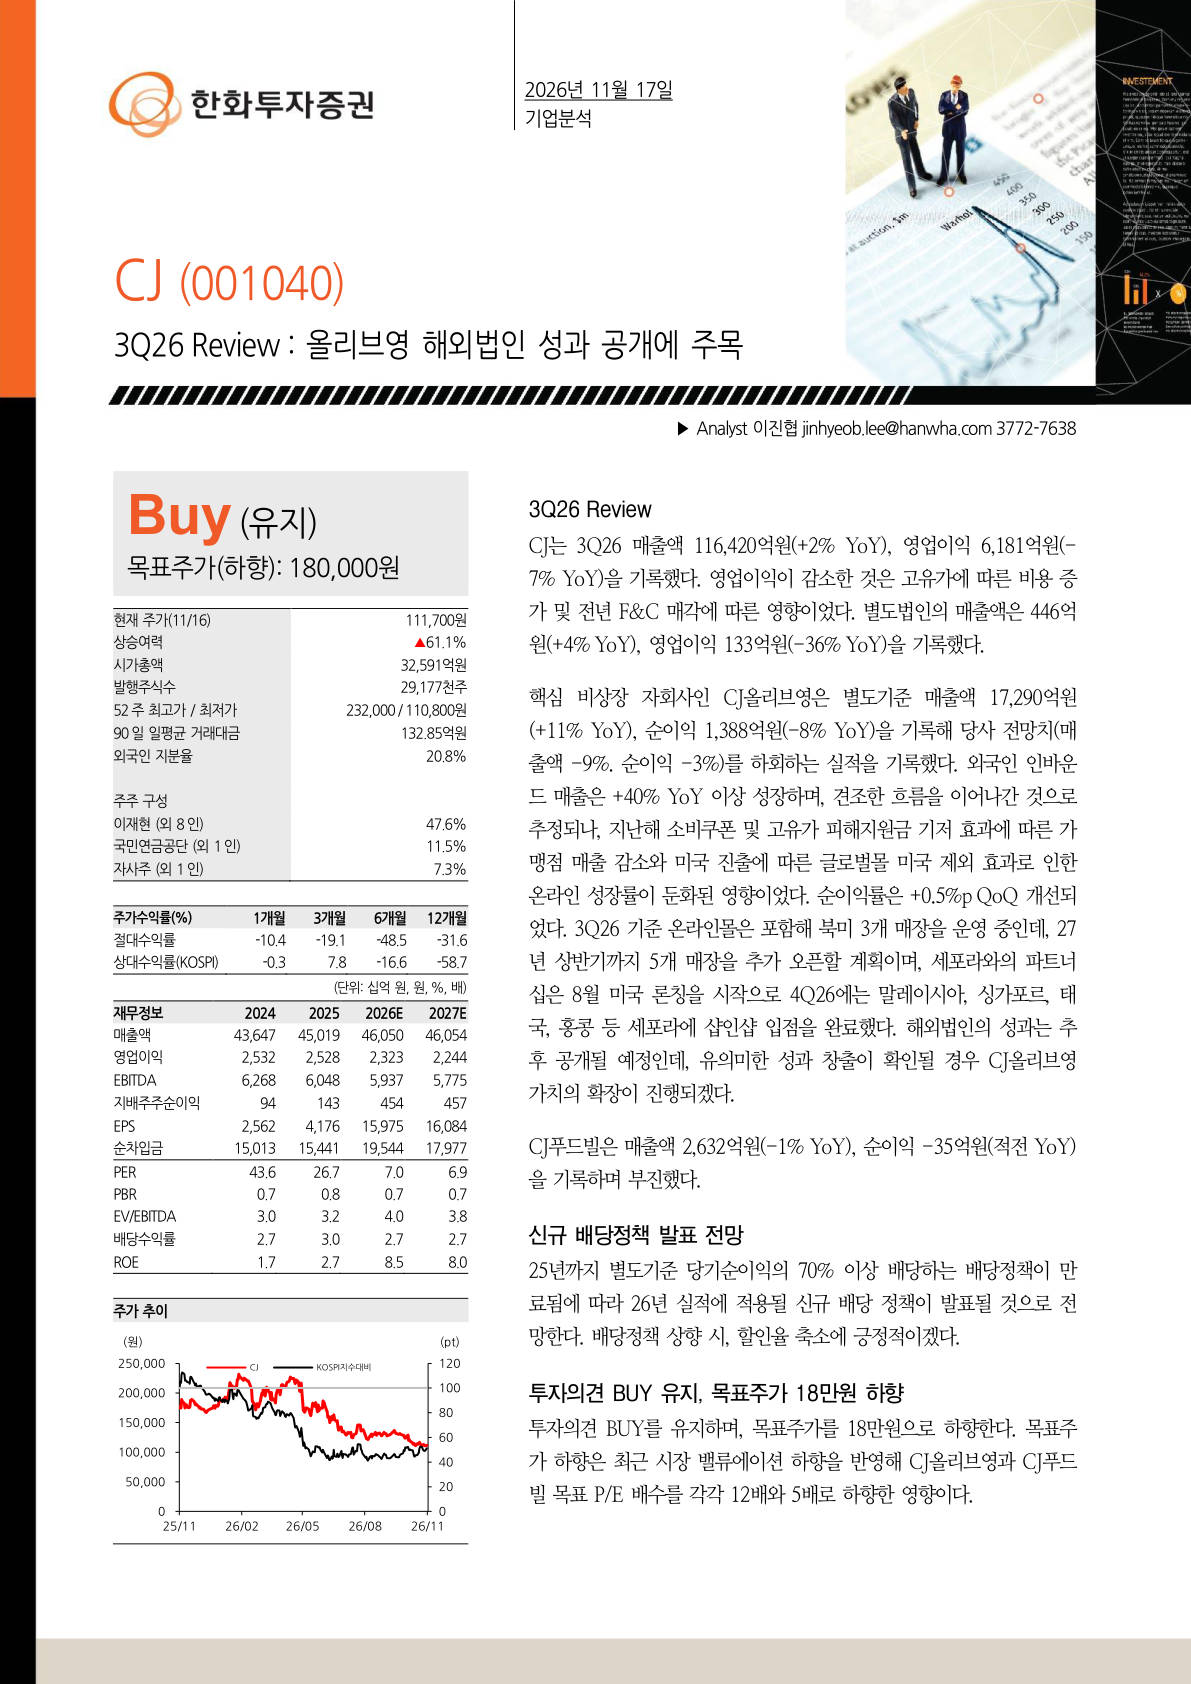 한화투자증권
2026년 11월 17일
기업분석
INVESTEMENT
Warhol
450
400
350
300
250
200
150
CJ (001040)
3Q26 Review : 올리브영 해외법인 성과 공개에 주목
▶ Analyst 이진협 jinhyeob.lee@hanwha.com 3772-7638
Buy (유지)
목표주가(하향): 180,000원
현재 주가(11/16) 111,700원
상승여력 ▲61.1%
시가총액 32,591억원
발행주식수 29,177천주
52 주 최고가 / 최저가 232,000 / 110,800원
90 일 일평균 거래대금 132.85억원
외국인 지분율 20.8%
주주 구성
이재현 (외 8 인) 47.6%
국민연금공단 (외 1 인) 11.5%
자사주 (외 1 인) 7.3%
주가수익률(%) 1개월 3개월 6개월 12개월
절대수익률 -10.4 -19.1 -48.5 -31.6
상대수익률(KOSPI) -0.3 7.8 -16.6 -58.7
(단위: 십억 원, 원, %, 배)
재무정보 2024 2025 2026E 2027E
매출액 43,647 45,019 46,050 46,054
영업이익 2,532 2,528 2,323 2,244
EBITDA 6,268 6,048 5,937 5,775
지배주주순이익 94 143 454 457
EPS 2,562 4,176 15,975 16,084
순차입금 15,013 15,441 19,544 17,977
PER 43.6 26.7 7.0 6.9
PBR 0.7 0.8 0.7 0.7
EV/EBITDA 3.0 3.2 4.0 3.8
배당수익률 2.7 3.0 2.7 2.7
ROE 1.7 2.7 8.5 8.0
주가 추이
(원) (pt)
CJ KOSPI지수대비
250,000 120
200,000 100
150,000 80
60
100,000 40
50,000 20
0 0
25/11 26/02 26/05 26/08 26/11
3Q26 Review
CJ는 3Q26 매출액 116,420억원(+2% YoY), 영업이익 6,181억원(-
7% YoY)을 기록했다. 영업이익이 감소한 것은 고유가에 따른 비용 증
가 및 전년 F&C 매각에 따른 영향이었다. 별도법인의 매출액은 446억
원(+4% YoY), 영업이익 133억원(-36% YoY)을 기록했다.
핵심 비상장 자회사인 CJ올리브영은 별도기준 매출액 17,290억원
(+11% YoY), 순이익 1,388억원(-8% YoY)을 기록해 당사 전망치(매
출액 -9%. 순이익 -3%)를 하회하는 실적을 기록했다. 외국인 인바운
드 매출은 +40% YoY 이상 성장하며, 견조한 흐름을 이어나간 것으로
추정되나, 지난해 소비쿠폰 및 고유가 피해지원금 기저 효과에 따른 가
맹점 매출 감소와 미국 진출에 따른 글로벌몰 미국 제외 효과로 인한
온라인 성장률이 둔화된 영향이었다. 순이익률은 +0.5%p QoQ 개선되
었다. 3Q26 기준 온라인몰은 포함해 북미 3개 매장을 운영 중인데, 27
년 상반기까지 5개 매장을 추가 오픈할 계획이며, 세포라와의 파트너
십은 8월 미국 론칭을 시작으로 4Q26에는 말레이시아, 싱가포르, 태
국, 홍콩 등 세포라에 샵인샵 입점을 완료했다. 해외법인의 성과는 추
후 공개될 예정인데, 유의미한 성과 창출이 확인될 경우 CJ올리브영
가치의 확장이 진행되겠다.
CJ푸드빌은 매출액 2,632억원(-1% YoY), 순이익 -35억원(적전 YoY)
을 기록하며 부진했다.
신규 배당정책 발표 전망
25년까지 별도기준 당기순이익의 70% 이상 배당하는 배당정책이 만
료됨에 따라 26년 실적에 적용될 신규 배당 정책이 발표될 것으로 전
망한다. 배당정책 상향 시, 할인율 축소에 긍정적이겠다.
투자의견 BUY 유지, 목표주가 18만원 하향
투자의견 BUY를 유지하며, 목표주가를 18만원으로 하향한다. 목표주
가 하향은 최근 시장 밸류에이션 하향을 반영해 CJ올리브영과 CJ푸드
빌 목표 P/E 배수를 각각 12배와 5배로 하향한 영향이다.